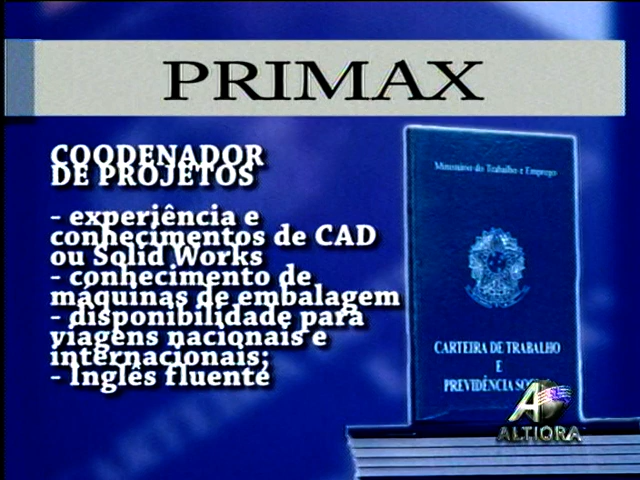 PRIMAX
COODENADOR
DE PROJETOS
- experiência e
conhecimentos de CAD
ou Solid Works
- conhecimento de
máquinas de embalagem
- disponibilidade para
viagens nacionais e
internacionais;
- Inglês fluente
Ministério do Trabalho e Emprego
CARTEIRA DE TRABALHO
E
PREVIDÊNCIA
ALTIORA